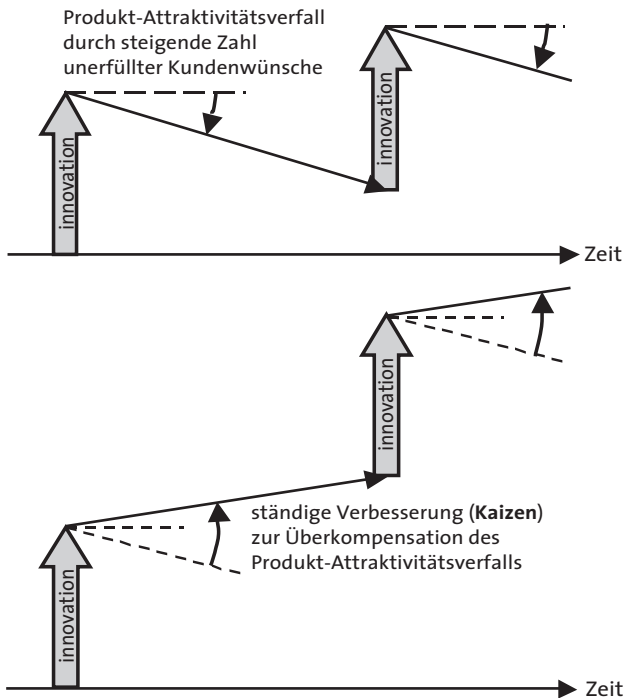 Produkt-Attraktivitätsverfall
durch steigende Zahl
unerfüllter Kundenwünsche
innovation
innovation
Zeit
innovation
ständige Verbesserung (Kaizen)
zur Überkompensation des
Produkt-Attraktivitätsverfalls
innovation
Zeit